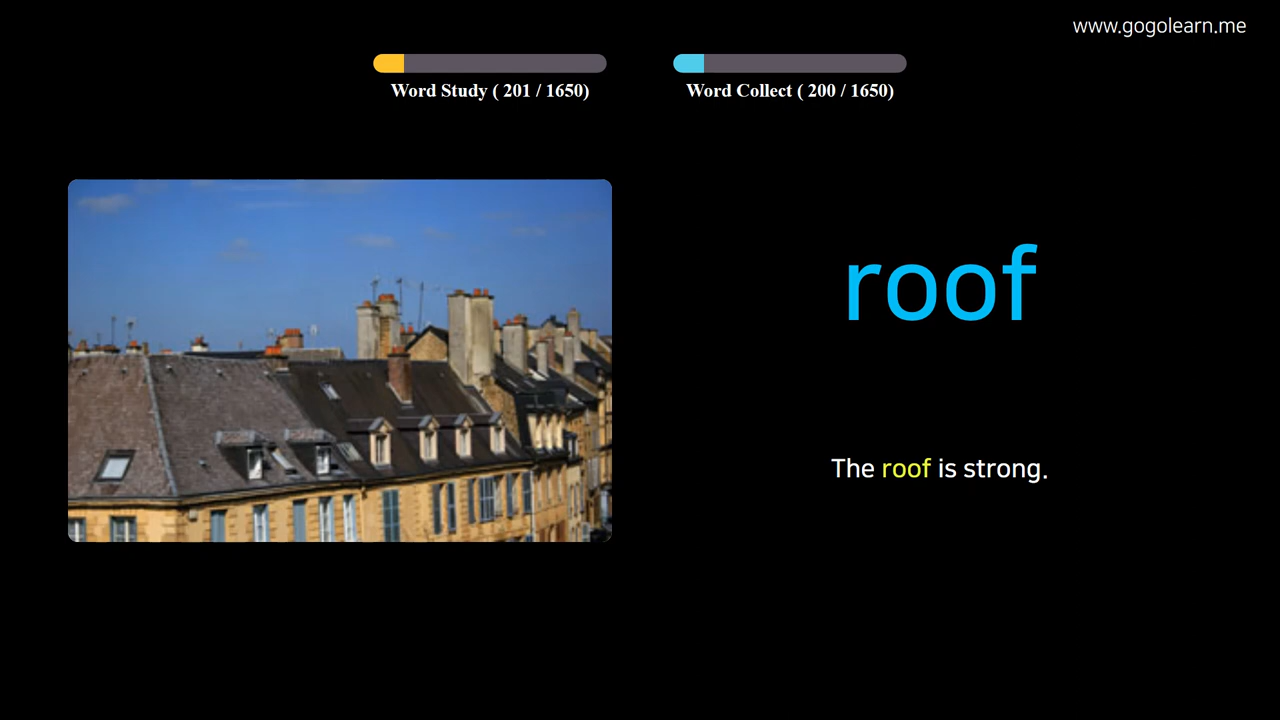 www.gogolearn.me
Word Study ( 201 / 1650)
Word Collect ( 200 / 1650)
roof
The roof is strong.